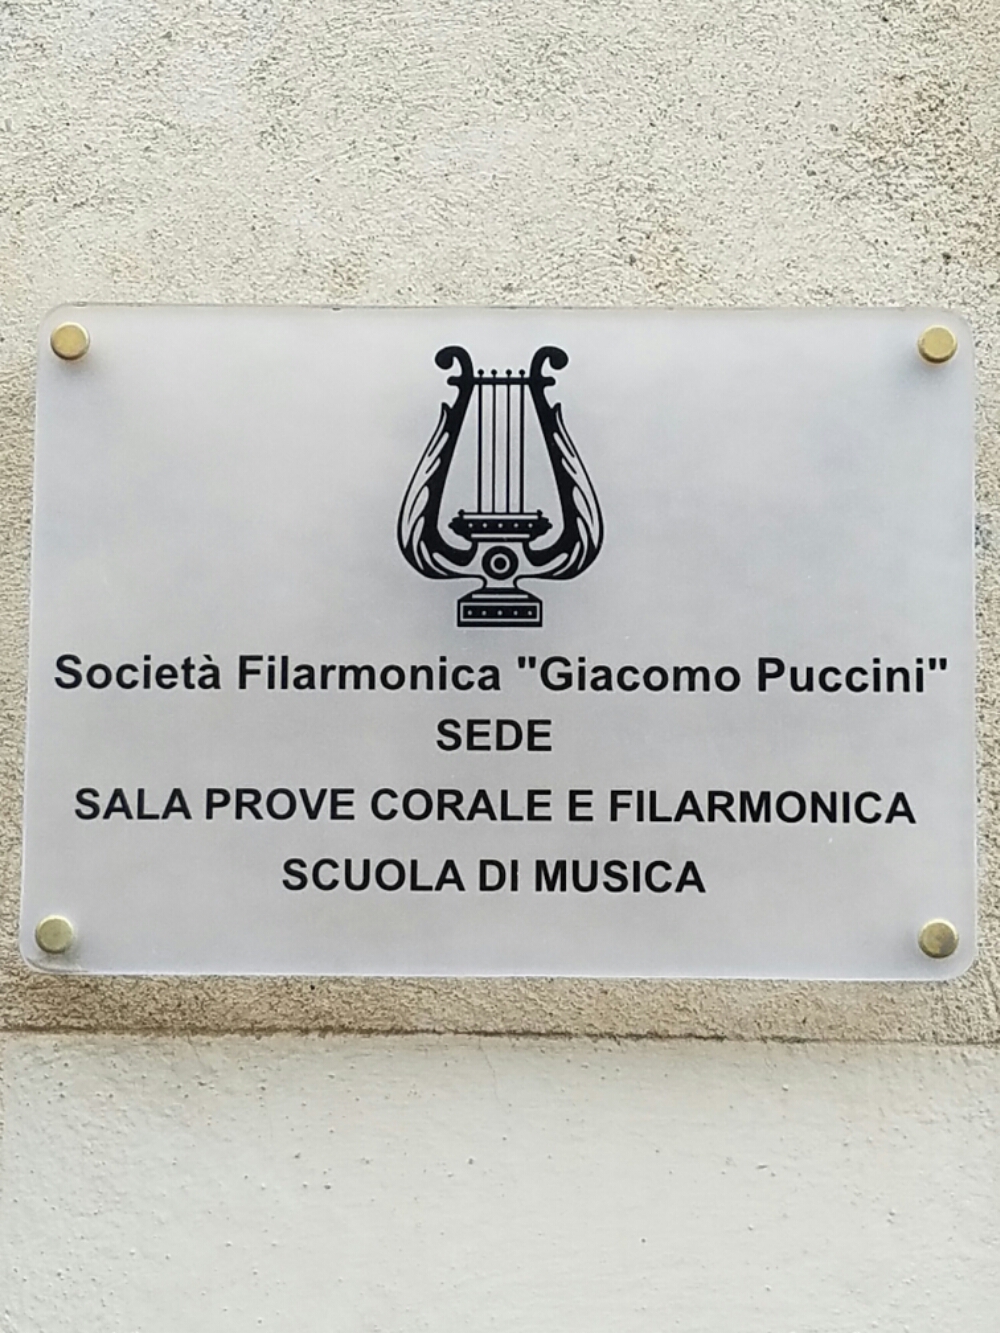 Società Filarmonica "Giacomo Puccini"
SEDE
SALA PROVE CORALE E FILARMONICA
SCUOLA DI MUSICA